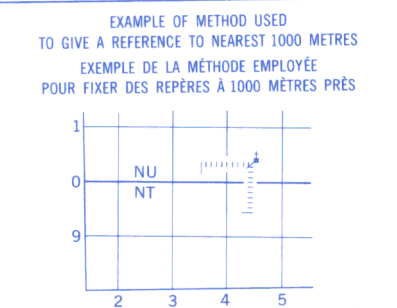 EXAMPLE OF METHOD USED
TO GIVE A REFERENCE TO NEAREST 1000 METRES
EXEMPLE DE LA MÉTHODE EMPLOYÉE
POUR FIXER DES REPÈRES À 1000 MÈTRES PRÈS
1
NU
0
NT
9
2 3 4 5